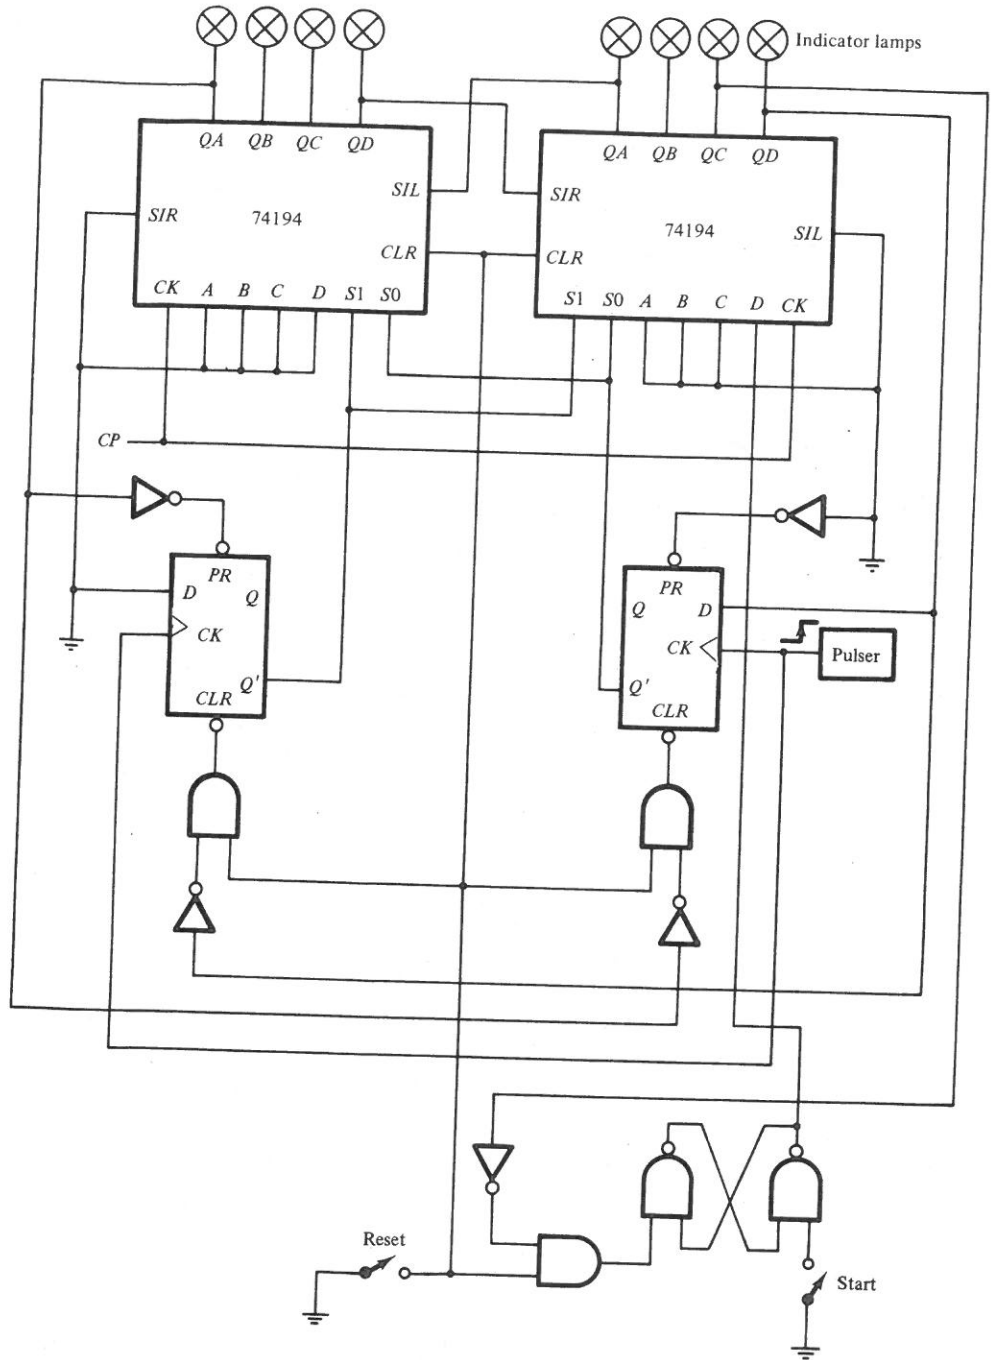 Indicator lamps
QA QB QC QD
SIL
SIR
74194
CLR
CK A B C D S1 S0
QA QB QC QD
SIR
74194
SIL
CLR
S1 S0 A B C D CK
CP
PR
D Q
CK
Q'
CLR
PR
Q D
CK
Q'
CLR
Pulser
Reset
Start